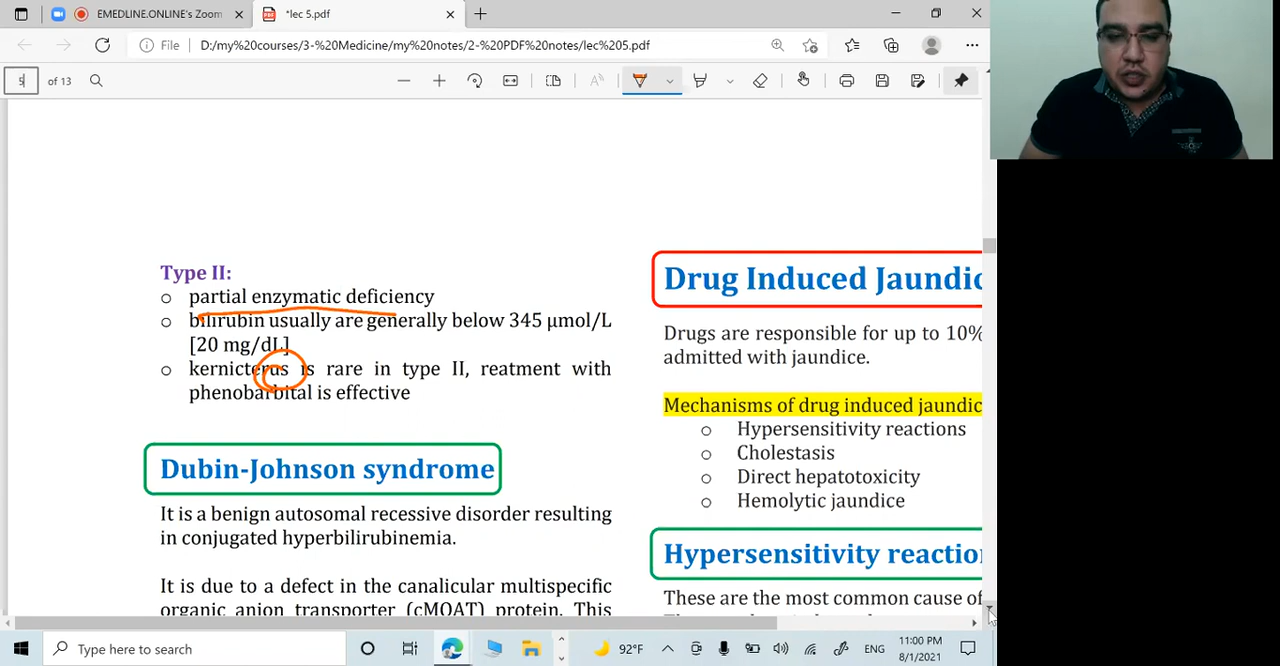 EMEDLINE.ONLINE's Zoom
*lec 5.pdf
File
D:/my%20courses/3-%20Medicine/my%20notes/2-%20PDF%20notes/lec%205.pdf
5
of 13
Type II:
partial enzymatic deficiency
bilirubin usually are generally below 345 µmol/L
[20 mg/dL]
kernicterus is rare in type II, reatment with
phenobarbital is effective
Dubin-Johnson syndrome
It is a benign autosomal recessive disorder resulting
in conjugated hyperbilirubinemia.
It is due to a defect in the canalicular multispecific
organic anion transporter (cMOAT) protein. This
Drug Induced Jaundic
Drugs are responsible for up to 10%
admitted with jaundice.
Mechanisms of drug induced jaundic
Hypersensitivity reactions
Cholestasis
Direct hepatotoxicity
Hemolytic jaundice
Hypersensitivity reactio
These are the most common cause of
Type here to search
92°F
ENG
11:00 PM
8/1/2021